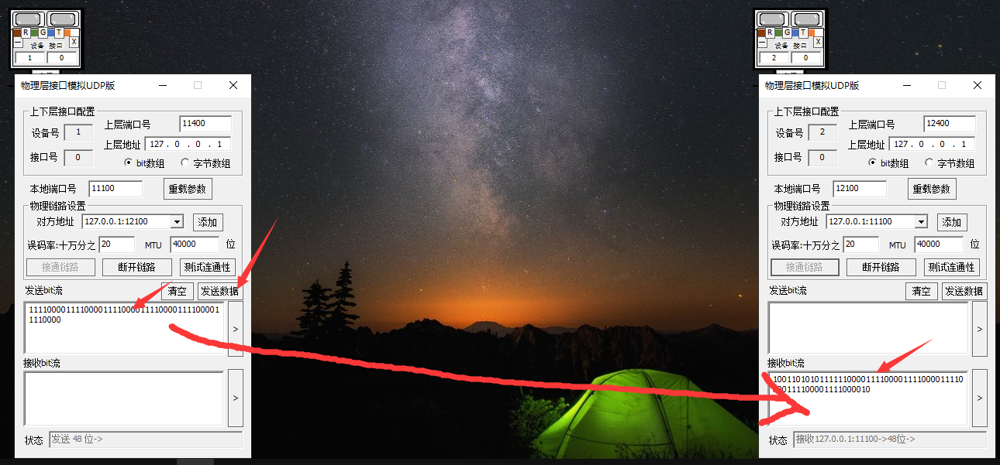 R G T
设备 接口 X
1 0
R G T
设备 接口 X
2 0
物理层接口模拟UDP版
上下层接口配置
设备号 1 上层端口号 11400
上层地址 127 . 0 . 0 . 1
接口号 0
bit数组 字节数组
本地端口号 11100 重载参数
物理链路设置
对方地址 127.0.0.1:12100 添加
误码率:十万分之 20 MTU 40000 位
接通链路 断开链路 测试连通性
发送bit流 清空 发送数据
11110000111100001111000011110000111100001
1110000
>
接收bit流
>
状态 发送 48 位->
物理层接口模拟UDP版
上下层接口配置
设备号 2 上层端口号 12400
上层地址 127 . 0 . 0 . 1
接口号 0
bit数组 字节数组
本地端口号 12100 重载参数
物理链路设置
对方地址 127.0.0.1:11100 添加
误码率:十万分之 20 MTU 40000 位
接通链路 断开链路 测试连通性
发送bit流 清空 发送数据
>
接收bit流
10011010101111110000111100001111000011110
>
状态 接收127.0.0.1:11100->48位->